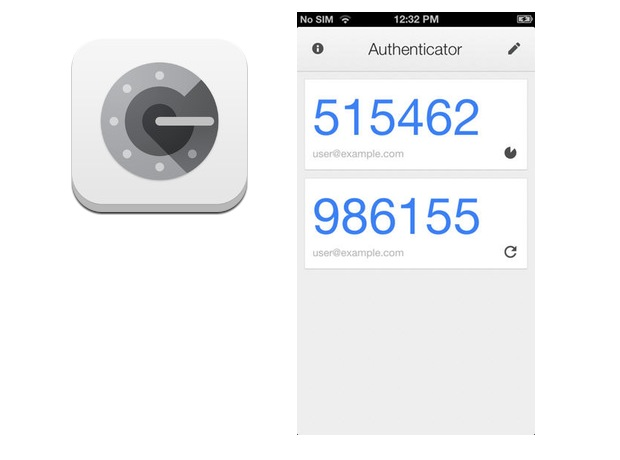 No SIM 12:32 PM
Authenticator
515462
user@example.com
986155
user@example.com